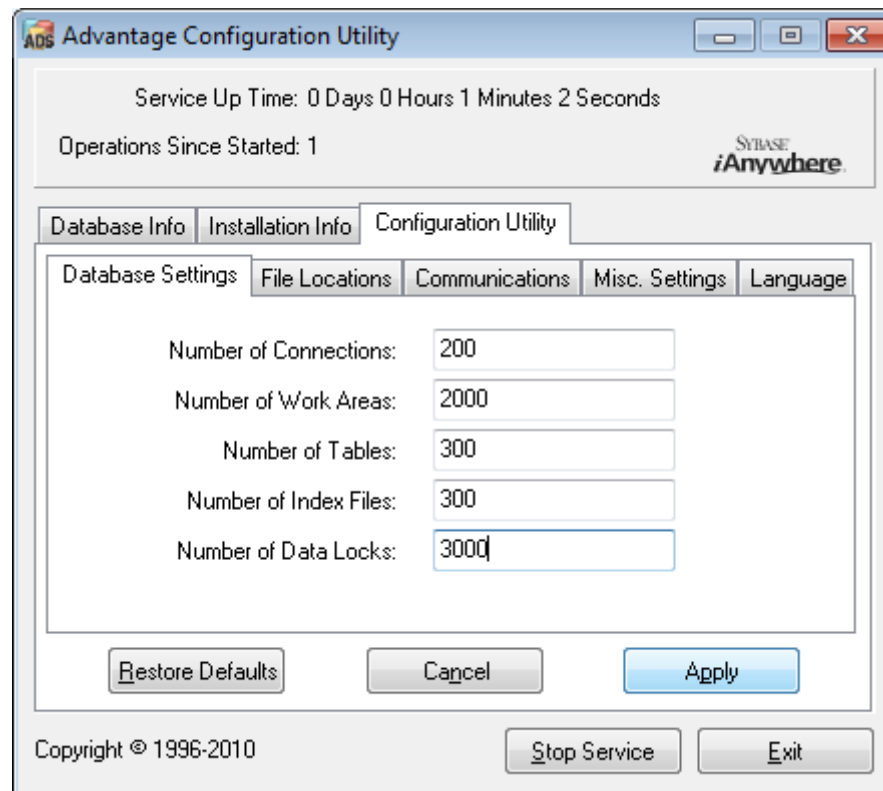 ADS Advantage Configuration Utility
Service Up Time: 0 Days 0 Hours 1 Minutes 2 Seconds
Operations Since Started: 1
SYBASE
iAnywhere.
Database Info Installation Info Configuration Utility
Database Settings File Locations Communications Misc. Settings Language
Number of Connections: 200
Number of Work Areas: 2000
Number of Tables: 300
Number of Index Files: 300
Number of Data Locks: 3000
Restore Defaults Cancel Apply
Copyright © 1996-2010 Stop Service Exit